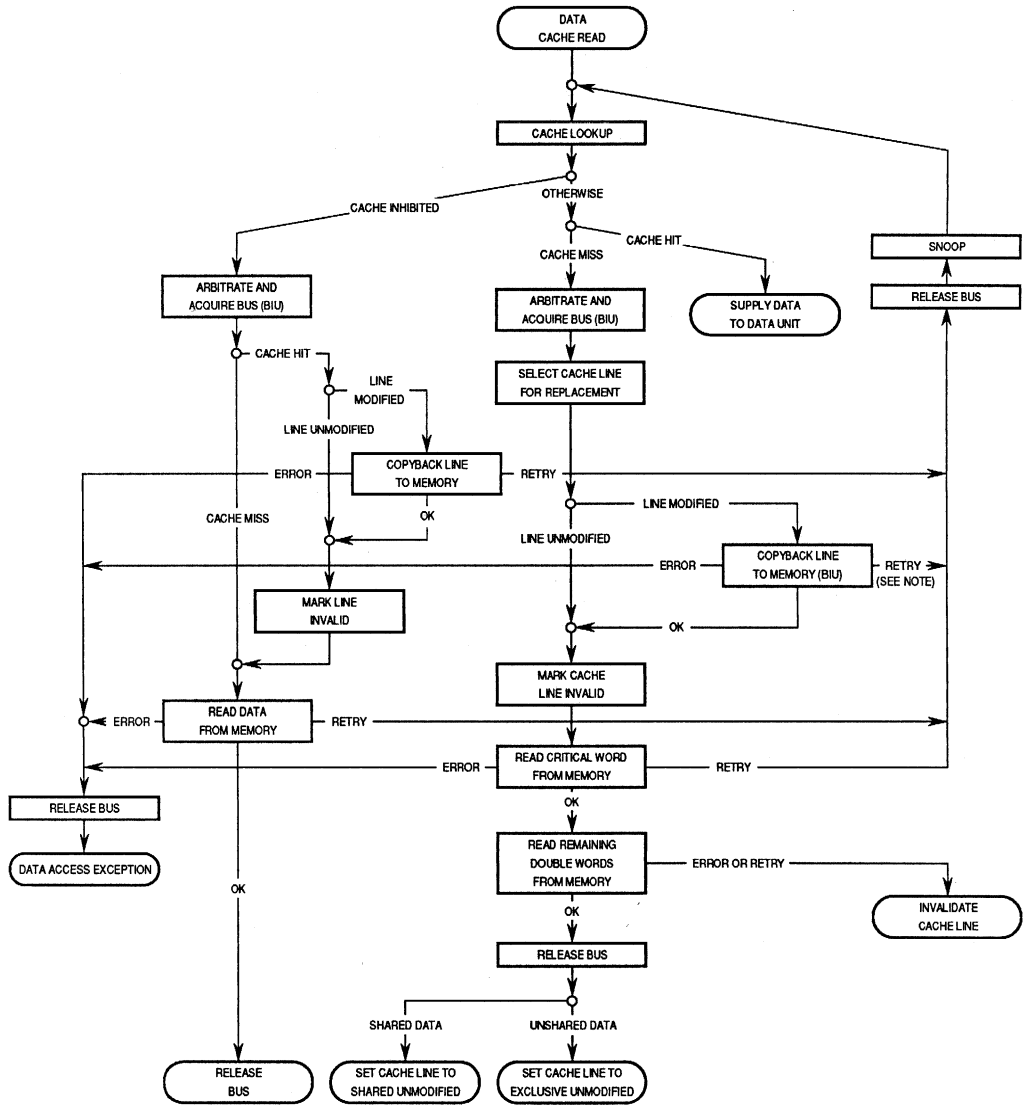 DATA
CACHE READ
CACHE LOOKUP
OTHERWISE
CACHE INHIBITED
CACHE HIT
CACHE MISS
SNOOP
RELEASE BUS
ARBITRATE AND
ACQUIRE BUS (BIU)
ARBITRATE AND
ACQUIRE BUS (BIU)
SUPPLY DATA
TO DATA UNIT
CACHE HIT
SELECT CACHE LINE
FOR REPLACEMENT
LINE
MODIFIED
LINE UNMODIFIED
COPYBACK LINE
TO MEMORY
ERROR
RETRY
OK
CACHE MISS
LINE MODIFIED
LINE UNMODIFIED
COPYBACK LINE
TO MEMORY (BIU)
ERROR
RETRY
(SEE NOTE)
MARK LINE
INVALID
OK
MARK CACHE
LINE INVALID
READ DATA
FROM MEMORY
ERROR
RETRY
READ CRITICAL WORD
FROM MEMORY
ERROR
RETRY
OK
RELEASE BUS
DATA ACCESS EXCEPTION
READ REMAINING
DOUBLE WORDS
FROM MEMORY
ERROR OR RETRY
OK
INVALIDATE
CACHE LINE
OK
RELEASE BUS
SHARED DATA
UNSHARED DATA
RELEASE
BUS
SET CACHE LINE TO
SHARED UNMODIFIED
SET CACHE LINE TO
EXCLUSIVE UNMODIFIED